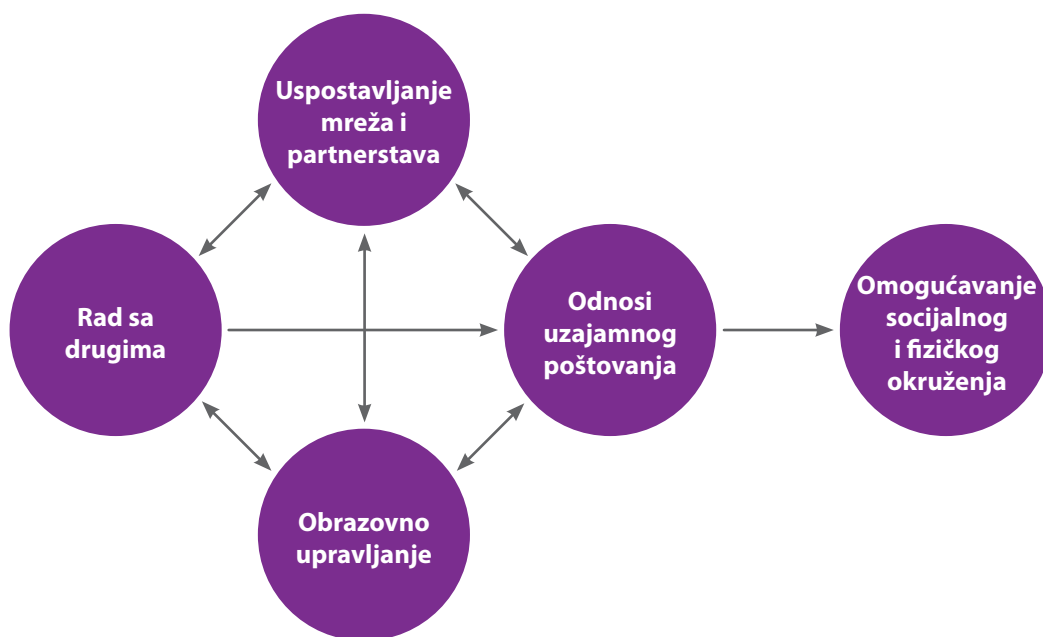 Uspostavljanje
mreža i
partnerstava
Rad sa
drugima
Odnosi
uzajamnog
poštovanja
Omogućavanje
socijalnog
i fizičkog
okruženja
Obrazovno
upravljanje